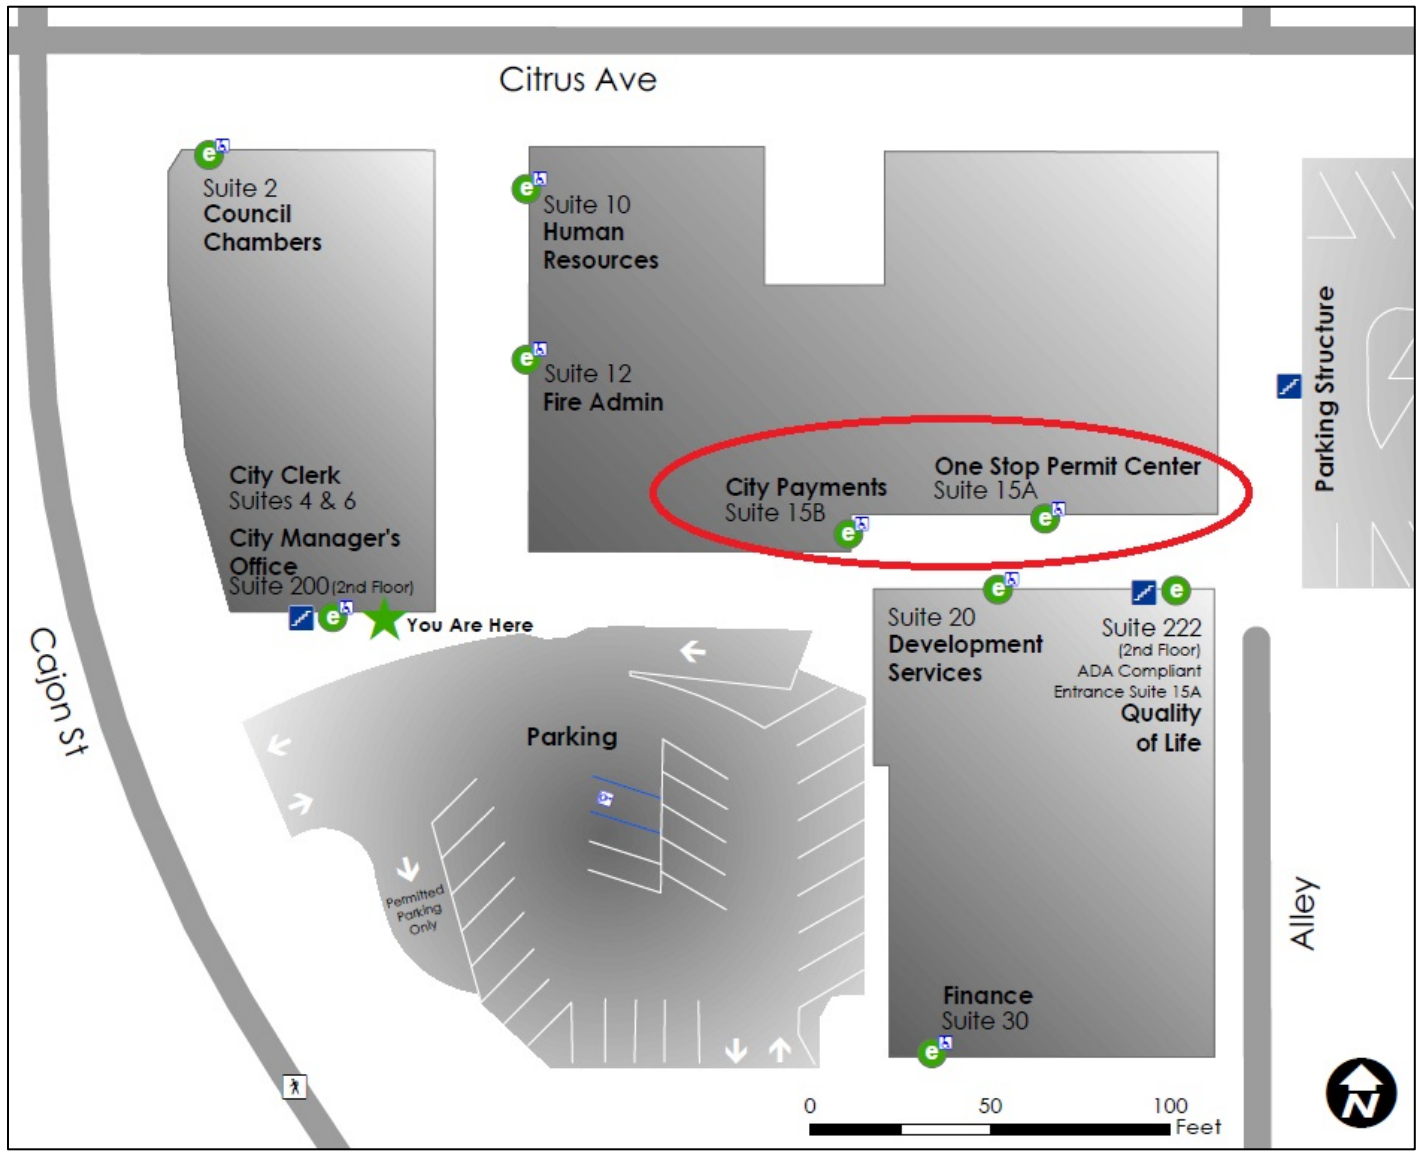 Citrus Ave
e
Suite 2
Council
Chambers
City Clerk
Suites 4 & 6
City Manager's
Office
Suite 200 (2nd Floor)
e
You Are Here
e
Suite 10
Human
Resources
e
Suite 12
Fire Admin
City Payments
Suite 15B
e
One Stop Permit Center
Suite 15A
e
Parking Structure
e
Suite 20
Development
Services
e
Suite 222
(2nd Floor)
ADA Compliant
Entrance Suite 15A
Quality
of Life
Finance
Suite 30
e
Cajon St
Parking
Permitted
Parking
Only
Alley
0 50 100
Feet
N